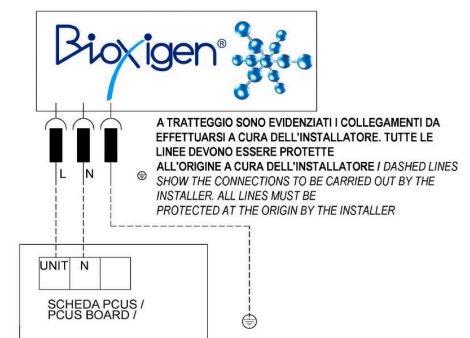 Bioxigen®
A TRATTEGGIO SONO EVIDENZIATI I COLLEGAMENTI DA
EFFETTUARSI A CURA DELL'INSTALLATORE. TUTTE LE
LINEE DEVONO ESSERE PROTETTE
ALL'ORIGINE A CURA DELL'INSTALLATORE / DASHED LINES
SHOW THE CONNECTIONS TO BE CARRIED OUT BY THE
INSTALLER. ALL LINES MUST BE
PROTECTED AT THE ORIGIN BY THE INSTALLER
L N
UNIT N
SCHEDA PCUS /
PCUS BOARD /